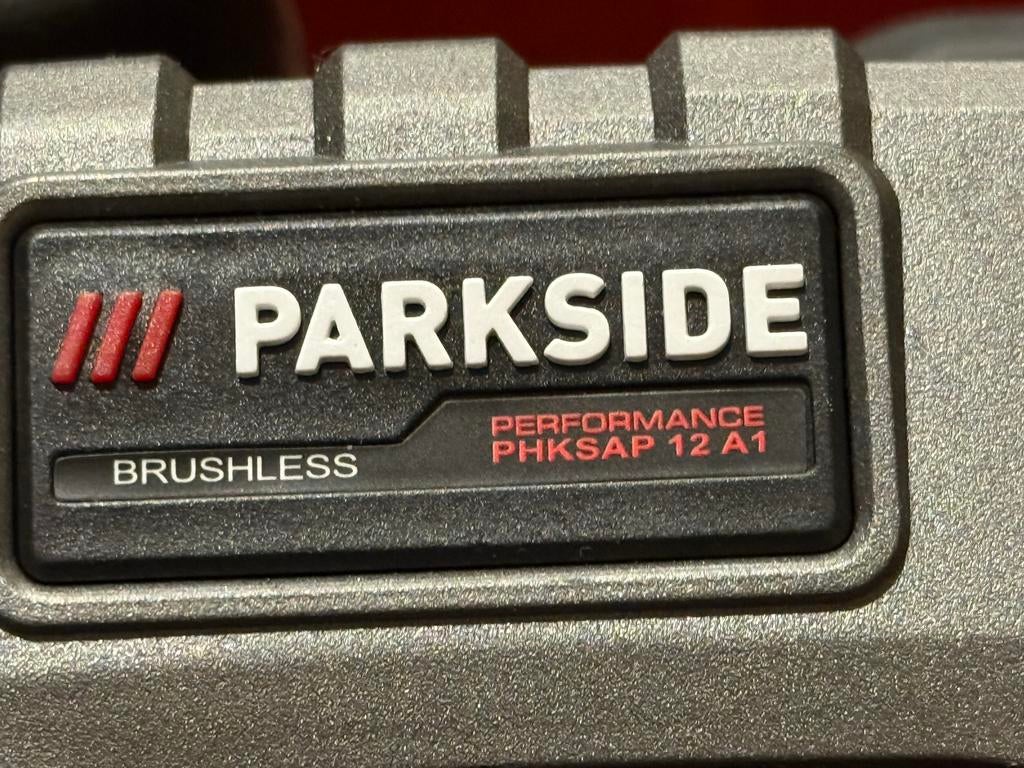 PARKSIDE
PERFORMANCE
PHKSAP 12 A1
BRUSHLESS